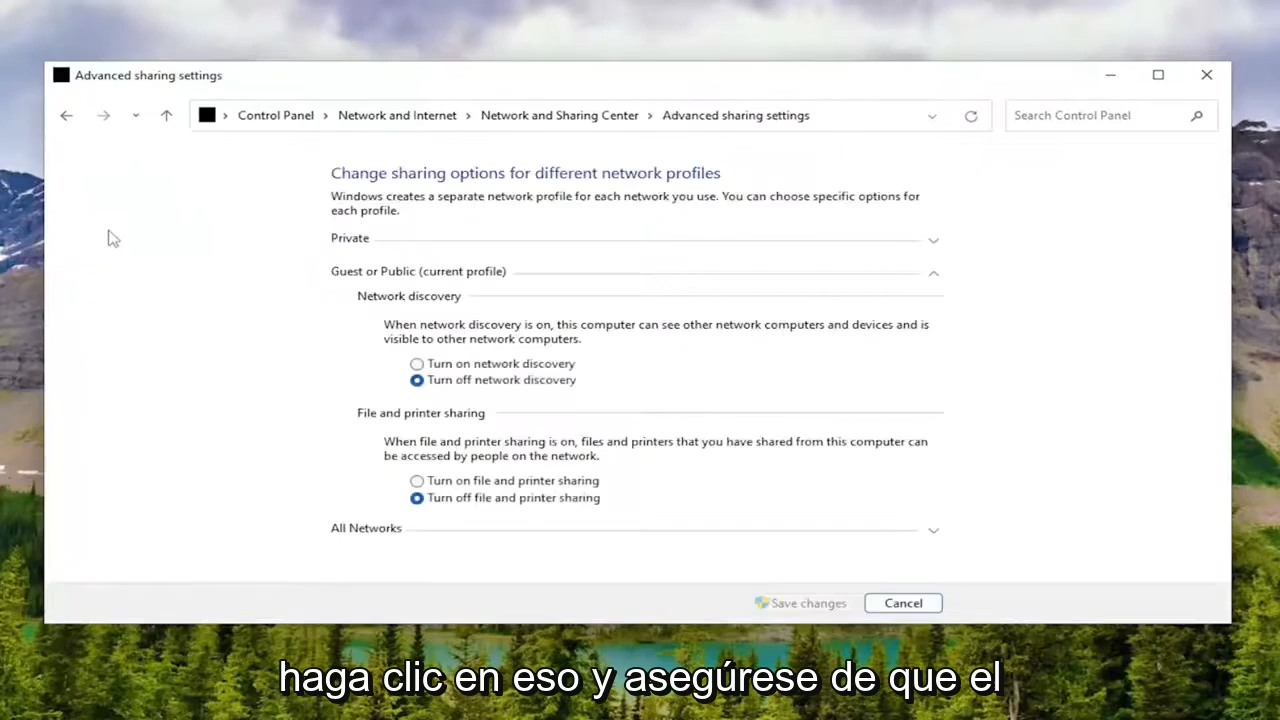 Advanced sharing settings
Control Panel > Network and Internet > Network and Sharing Center > Advanced sharing settings
Search Control Panel
Change sharing options for different network profiles
Windows creates a separate network profile for each network you use. You can choose specific options for
each profile.
Private
Guest or Public (current profile)
Network discovery
When network discovery is on, this computer can see other network computers and devices and is
visible to other network computers.
Turn on network discovery
Turn off network discovery
File and printer sharing
When file and printer sharing is on, files and printers that you have shared from this computer can
be accessed by people on the network.
Turn on file and printer sharing
Turn off file and printer sharing
All Networks
Save changes
Cancel
haga clic en eso y asegúrese de que el